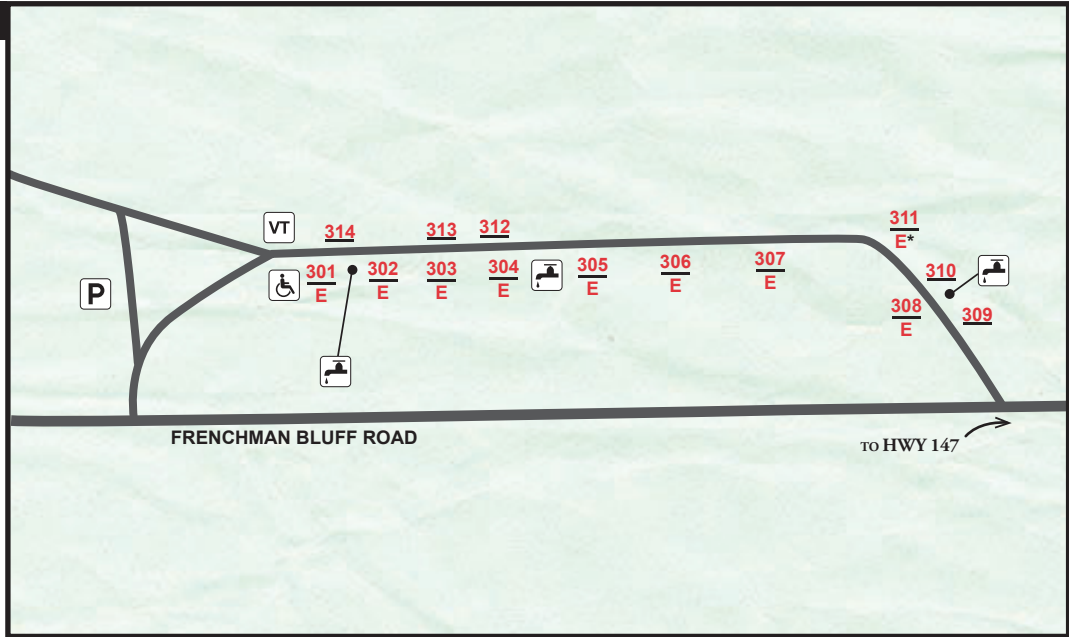 VT
314
313
312
311
E*
301
E
302
E
303
E
304
E
305
E
306
E
307
E
310
P
308
E
309
FRENCHMAN BLUFF ROAD
TO HWY 147